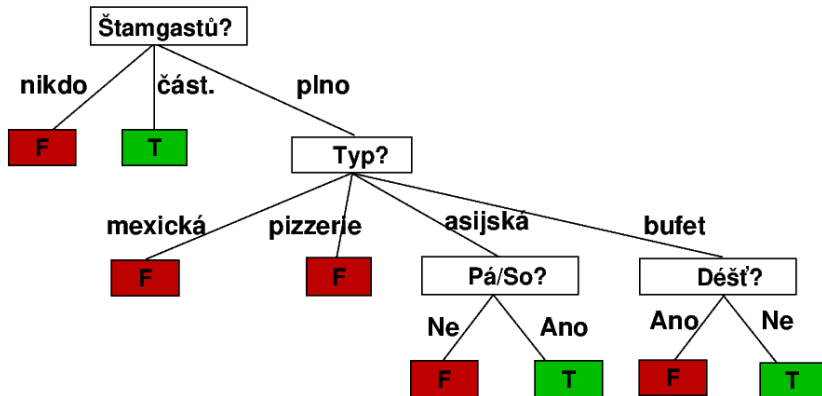 Štamgastů?
nikdo část. plno
F T Typ?
mexická pizzerie asijská bufet
F F Pá/So? Déšť?
Ne Ano Ano Ne
F T F T